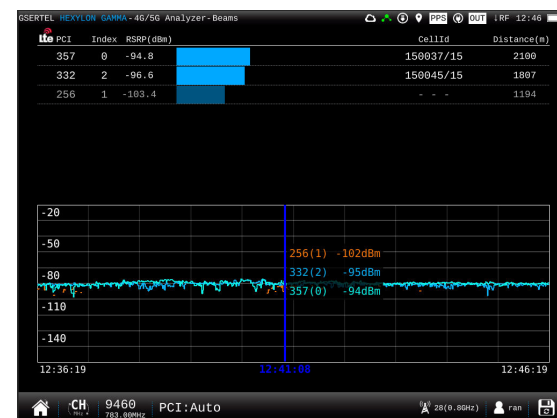 GSERTEL HEXYLON GAMMA-4G/5G Analyzer-Beams PPS OUT ↓RF 12:46
lte PCI Index RSRP(dBm) CellId Distance(m)
357 0 -94.8 150037/15 2100
332 2 -96.6 150045/15 1807
256 1 -103.4 - - - 1194
-20
-50
256(1) -102dBm
332(2) -95dBm
-80
357(0) -94dBm
-110
-140
12:36:19 12:41:08 12:46:19
CH MHz 9460 783.00MHz PCI:Auto 28(0.8GHz) ran